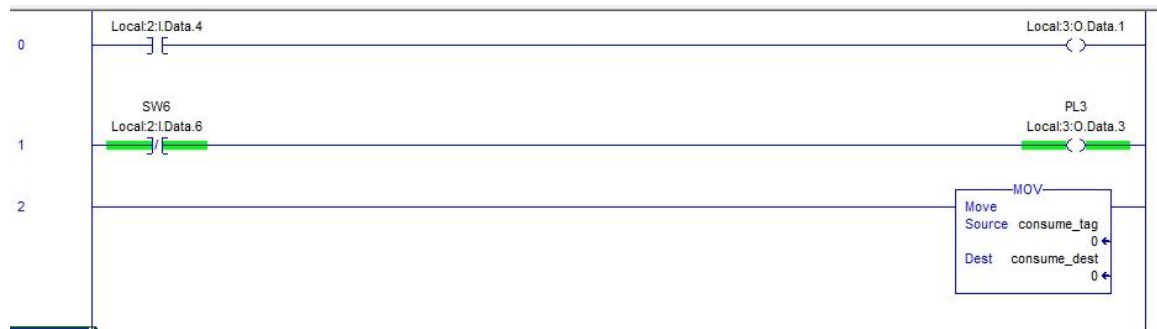 Local:2:I.Data.4
Local:3:O.Data.1
0
SW6
PL3
Local:2:I.Data.6
Local:3:O.Data.3
1
MOV
2
Move
Source consume_tag
0
Dest consume_dest
0